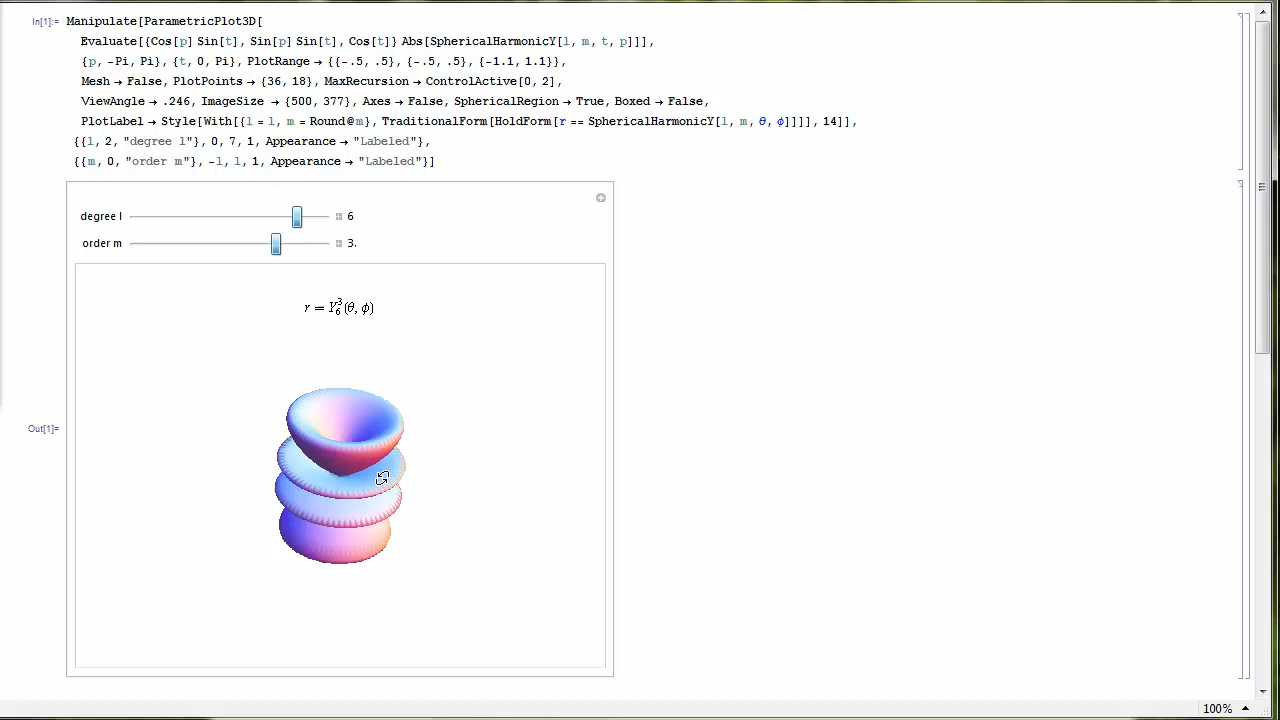 In[1]:= Manipulate[ParametricPlot3D[
Evaluate[{Cos[p] Sin[t], Sin[p] Sin[t], Cos[t]} Abs[SphericalHarmonicY[l, m, t, p]]],
{p, -Pi, Pi}, {t, 0, Pi}, PlotRange → {{-.5, .5}, {-.5, .5}, {-1.1, 1.1}},
Mesh → False, PlotPoints → {36, 18}, MaxRecursion → ControlActive[0, 2],
ViewAngle → .246, ImageSize → {500, 377}, Axes → False, SphericalRegion → True, Boxed → False,
PlotLabel → Style[With[{l = l, m = Round@m}, TraditionalForm[HoldForm[r == SphericalHarmonicY[l, m, θ, ϕ]]]], 14]],
{{l, 2, "degree l"}, 0, 7, 1, Appearance → "Labeled"},
{{m, 0, "order m"}, -l, l, 1, Appearance → "Labeled"}]
degree l 6
order m 3.
r = Y₆³(θ, ϕ)
Out[1]=
100%